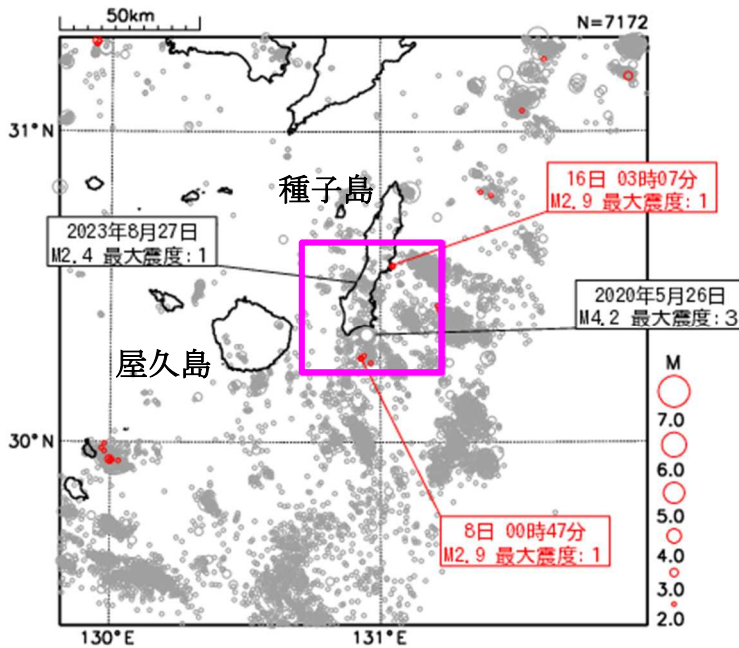 50km
N=7172
31°N
種子島
16日 03時07分
M2.9 最大震度:1
2023年8月27日
M2.4 最大震度:1
2020年5月26日
M4.2 最大震度:3
屋久島
M
7.0
6.0
5.0
4.0
3.0
2.0
30°N
8日 00時47分
M2.9 最大震度:1
130°E
131°E